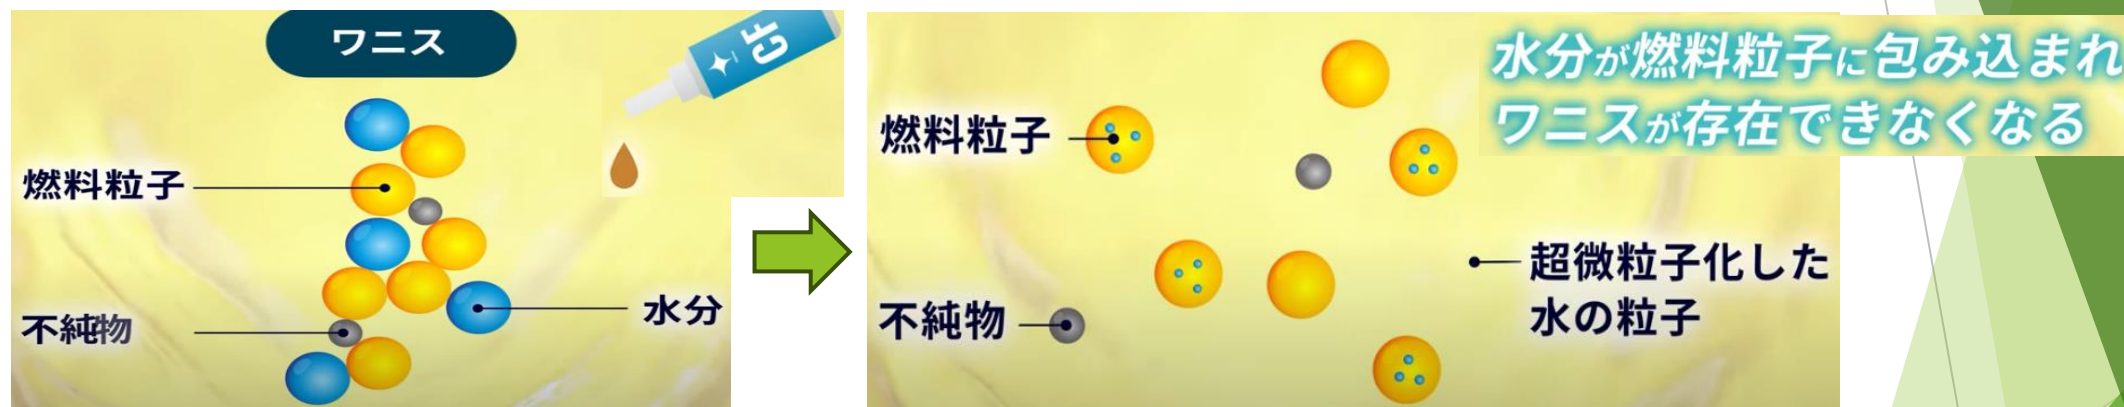 ワニス
CF
燃料粒子
不純物
水分
水分が燃料粒子に包み込まれ
ワニスが存在できなくなる
燃料粒子
不純物
超微粒子化した
水の粒子